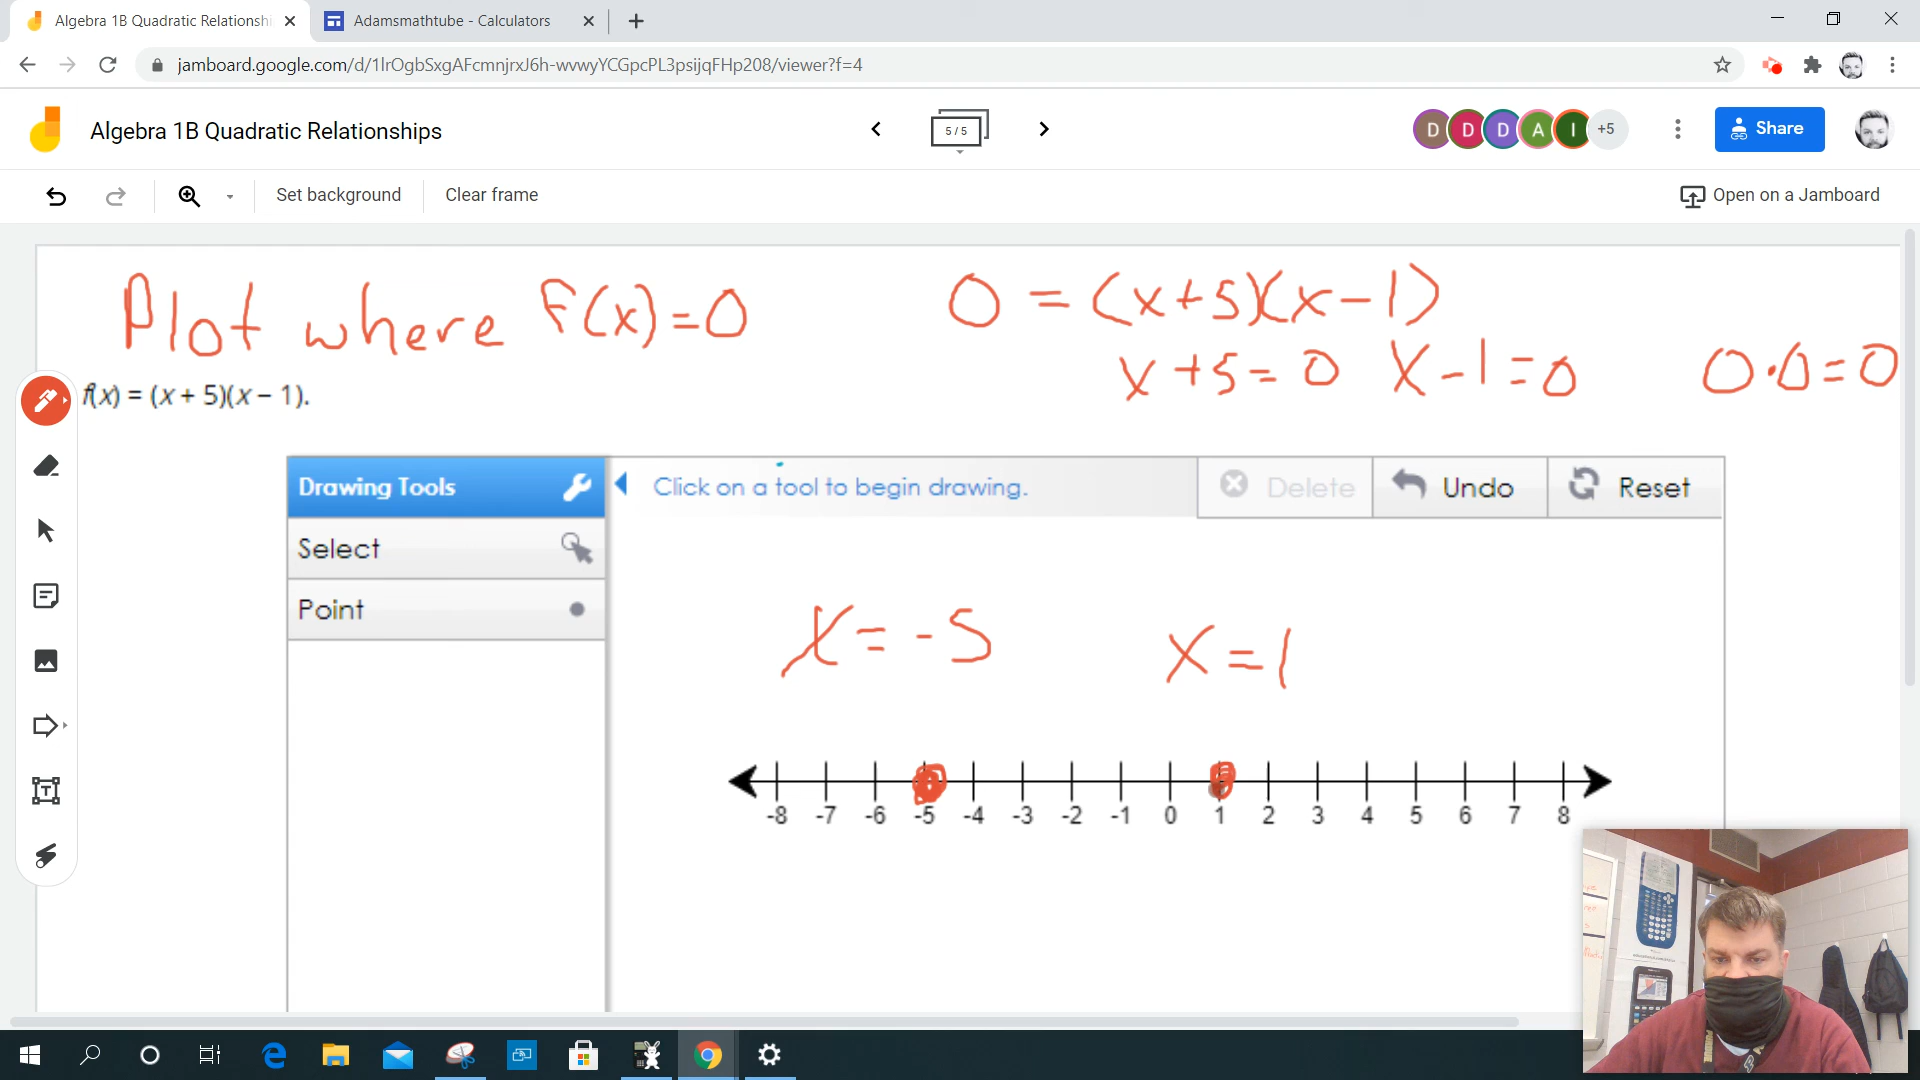 Algebra 1B Quadratic Relationshi
Adamsmathtube - Calculators
jamboard.google.com/d/1lrOgbSxgAFcmnjrxJ6h-wvwyYCGpcPL3psijqFHp208/viewer?f=4
Algebra 1B Quadratic Relationships
5 / 5
D D D A I +5
Share
Set background
Clear frame
Open on a Jamboard
Plot where F(x)=0
0 = (x+5)(x-1)
x+5=0 x-1=0 0·0=0
f(x) = (x + 5)(x – 1).
Drawing Tools
Click on a tool to begin drawing.
Delete
Undo
Reset
Select
Point
x=-5 x=1
-8 -7 -6 -5 -4 -3 -2 -1 0 1 2 3 4 5 6 7 8